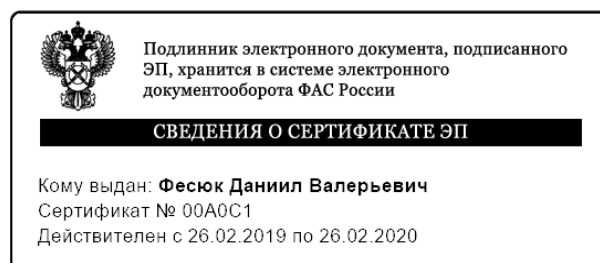 Подлинник электронного документа, подписанного
ЭП, хранится в системе электронного
документооборота ФАС России
СВЕДЕНИЯ О СЕРТИФИКАТЕ ЭП
Кому выдан: Фесюк Даниил Валерьевич
Сертификат № 00A0C1
Действителен с 26.02.2019 по 26.02.2020